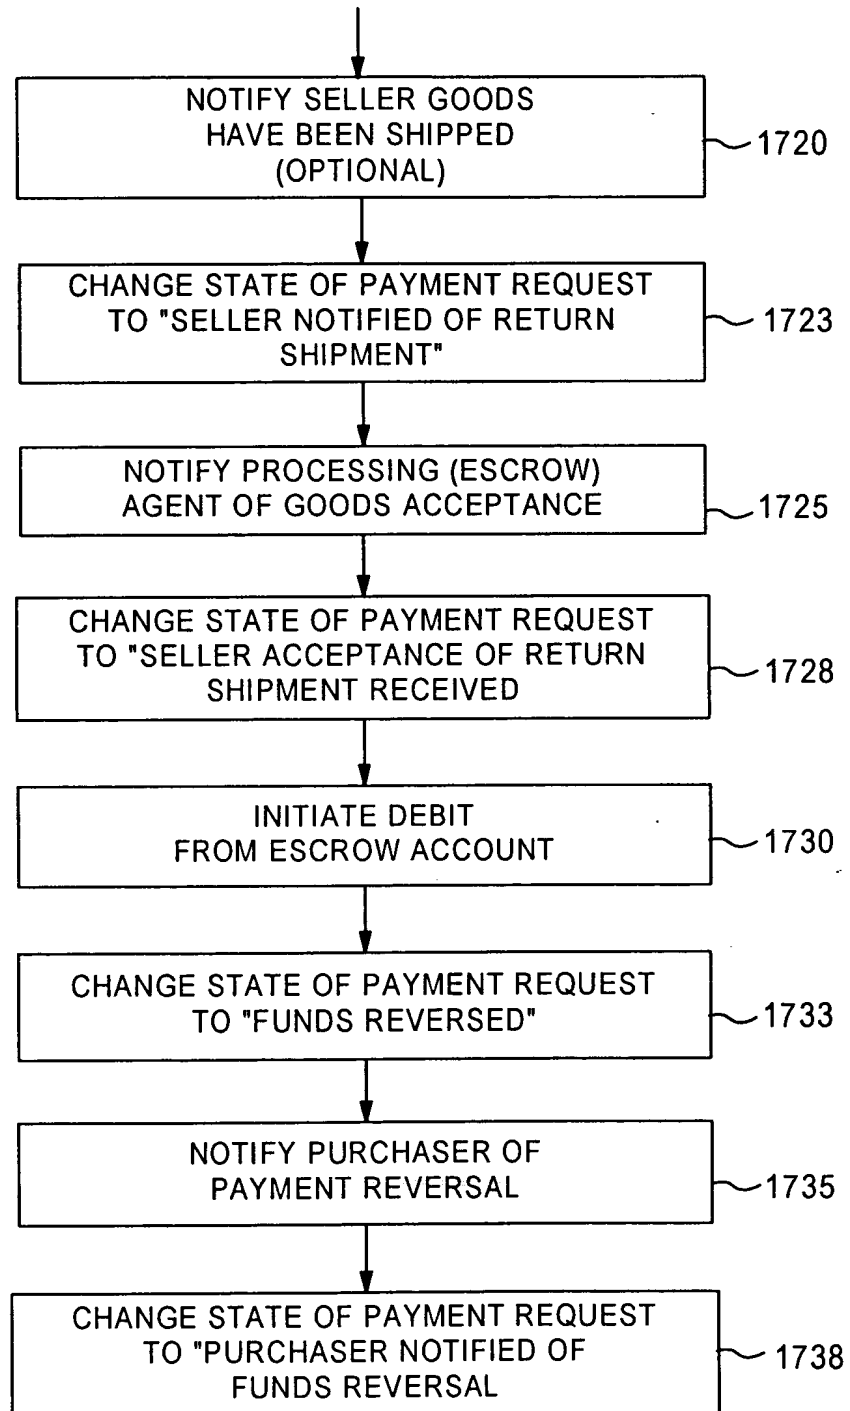 NOTIFY SELLER GOODS
HAVE BEEN SHIPPED
(OPTIONAL)
1720
CHANGE STATE OF PAYMENT REQUEST
TO "SELLER NOTIFIED OF RETURN
SHIPMENT"
1723
NOTIFY PROCESSING (ESCROW)
AGENT OF GOODS ACCEPTANCE
1725
CHANGE STATE OF PAYMENT REQUEST
TO "SELLER ACCEPTANCE OF RETURN
SHIPMENT RECEIVED
1728
INITIATE DEBIT
FROM ESCROW ACCOUNT
1730
CHANGE STATE OF PAYMENT REQUEST
TO "FUNDS REVERSED"
1733
NOTIFY PURCHASER OF
PAYMENT REVERSAL
1735
CHANGE STATE OF PAYMENT REQUEST
TO "PURCHASER NOTIFIED OF
FUNDS REVERSAL
1738